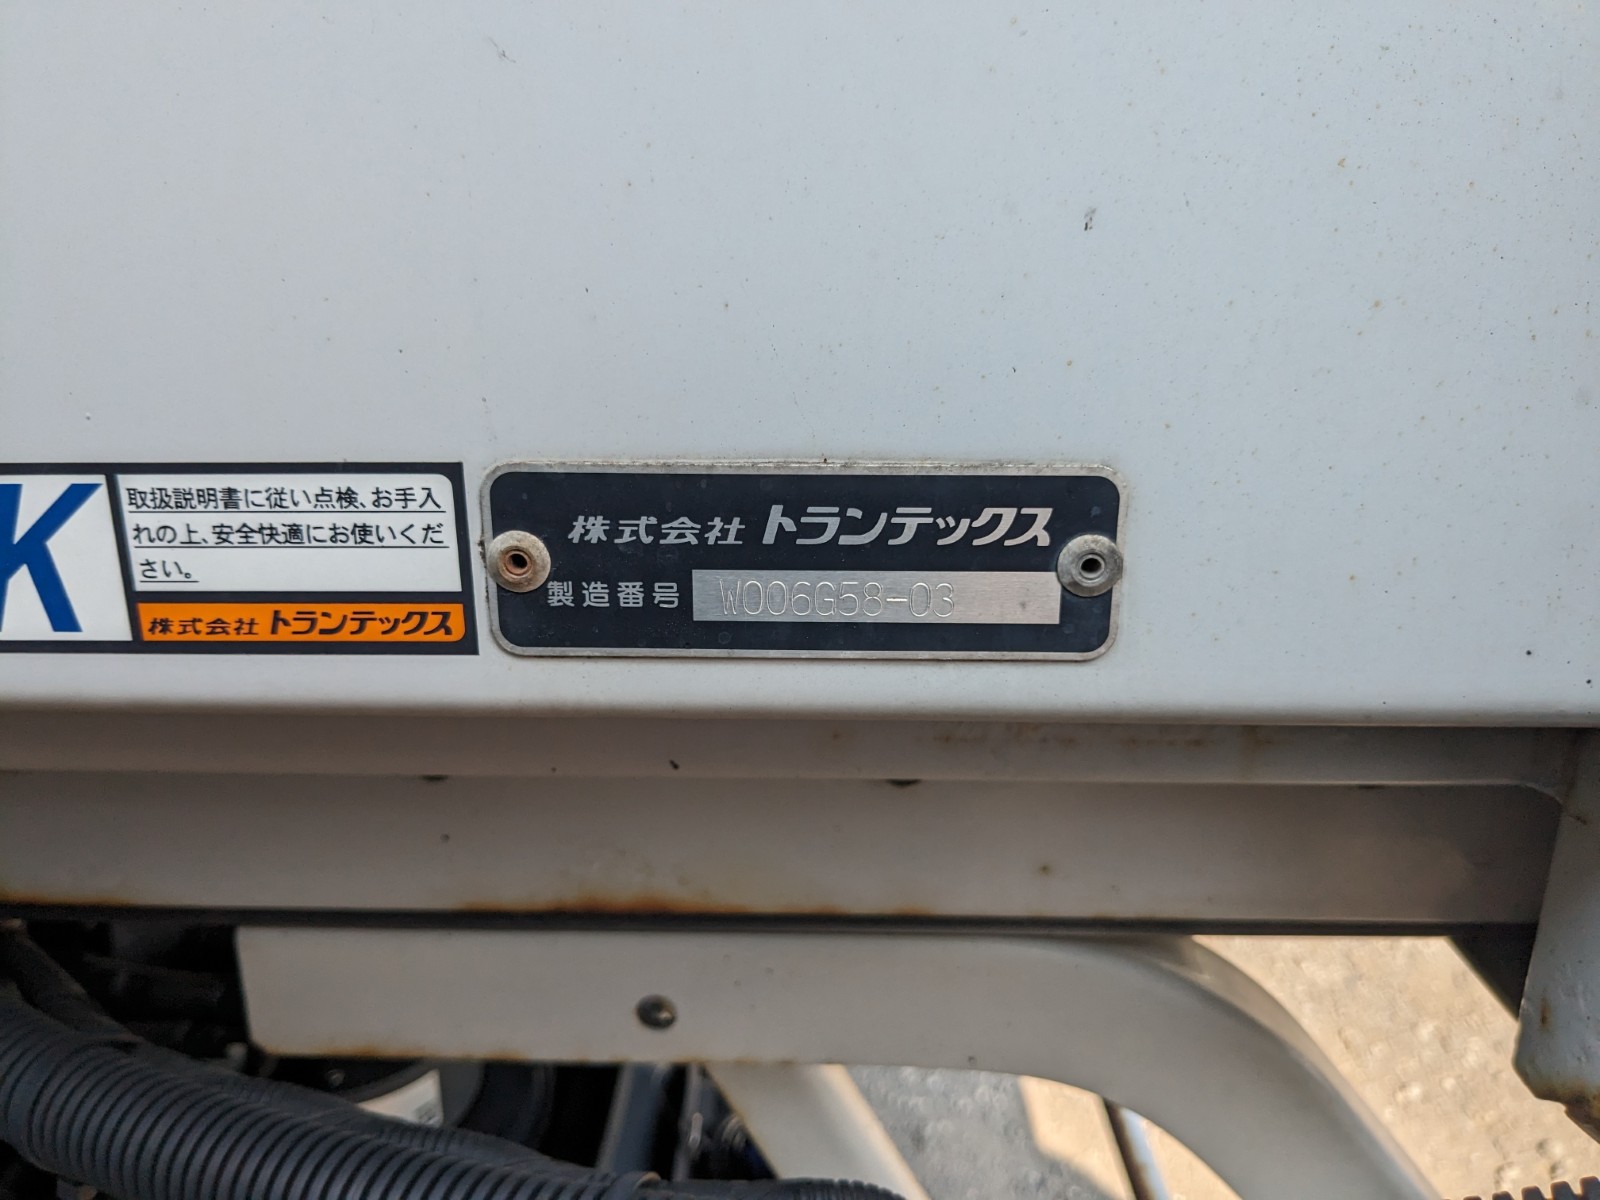 K
取扱説明書に従い点検、お手入
れの上、安全快適にお使いくだ
さい。
株式会社 トランテックス
株式会社 トランテックス
製造番号 W006G58-03